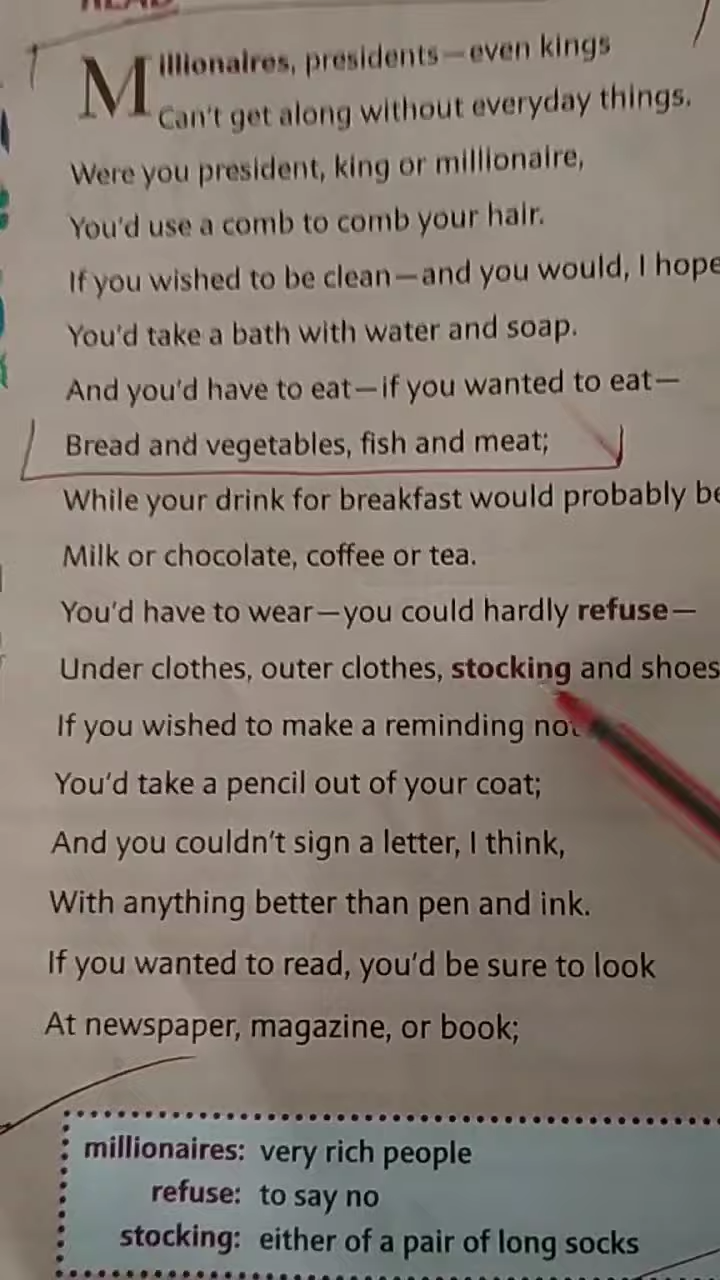 READ
Millionaires, presidents—even kings
Can't get along without everyday things.
Were you president, king or millionaire,
You'd use a comb to comb your hair.
If you wished to be clean—and you would, I hope
You'd take a bath with water and soap.
And you'd have to eat—if you wanted to eat—
Bread and vegetables, fish and meat;
While your drink for breakfast would probably be
Milk or chocolate, coffee or tea.
You'd have to wear—you could hardly refuse—
Under clothes, outer clothes, stocking and shoes
If you wished to make a reminding
You'd take a pencil out of your coat;
And you couldn't sign a letter, I think,
With anything better than pen and ink.
If you wanted to read, you'd be sure to look
At newspaper, magazine, or book;
millionaires: very rich people
refuse: to say no
stocking: either of a pair of long socks